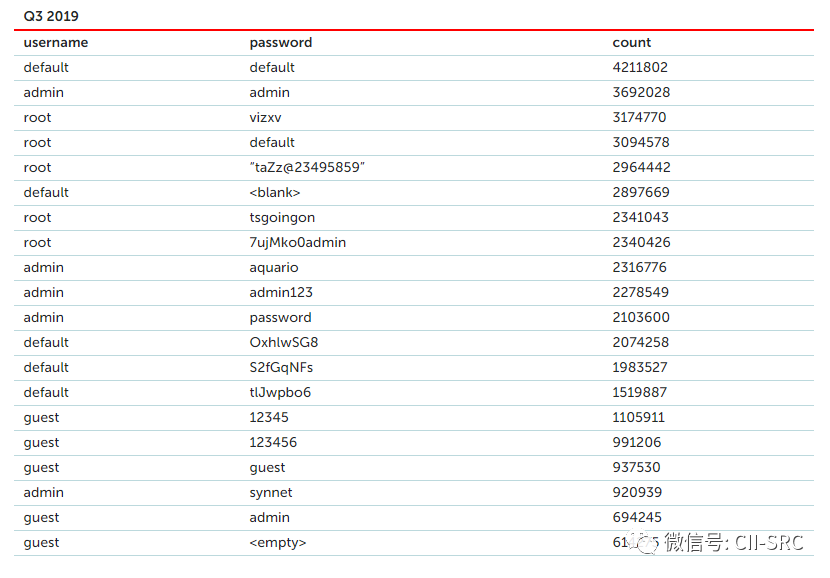 Q3 2019
username password count
default default 4211802
admin admin 3692028
root vizxv 3174770
root default 3094578
root "taZz@23495859" 2964442
default <blank> 2897669
root tsgoingon 2341043
root 7ujMko0admin 2340426
admin aquario 2316776
admin admin123 2278549
admin password 2103600
default OxhlwSG8 2074258
default S2fGqNFs 1983527
default tlJwpbo6 1519887
guest 12345 1105911
guest 123456 991206
guest guest 937530
admin synnet 920939
guest admin 694245
guest <empty>
微信号: CII-SRC